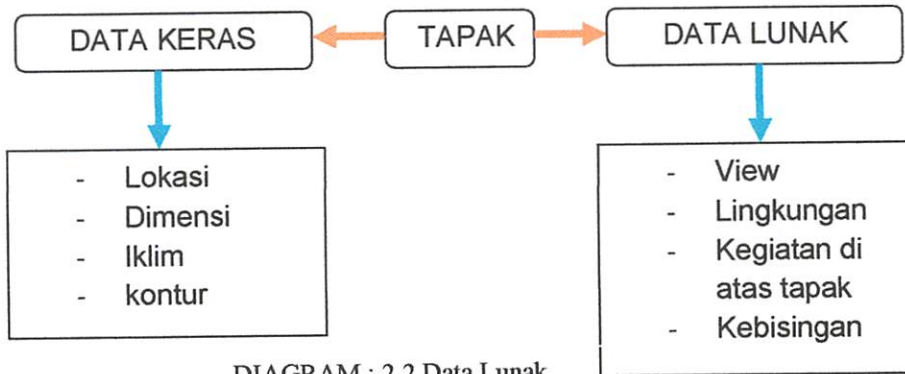 DATA KERAS
TAPAK
DATA LUNAK
- Lokasi
- Dimensi
- Iklim
- kontur
- View
- Lingkungan
- Kegiatan di
atas tapak
- Kebisingan
DIAGRAM : 2.2 Data Lunak